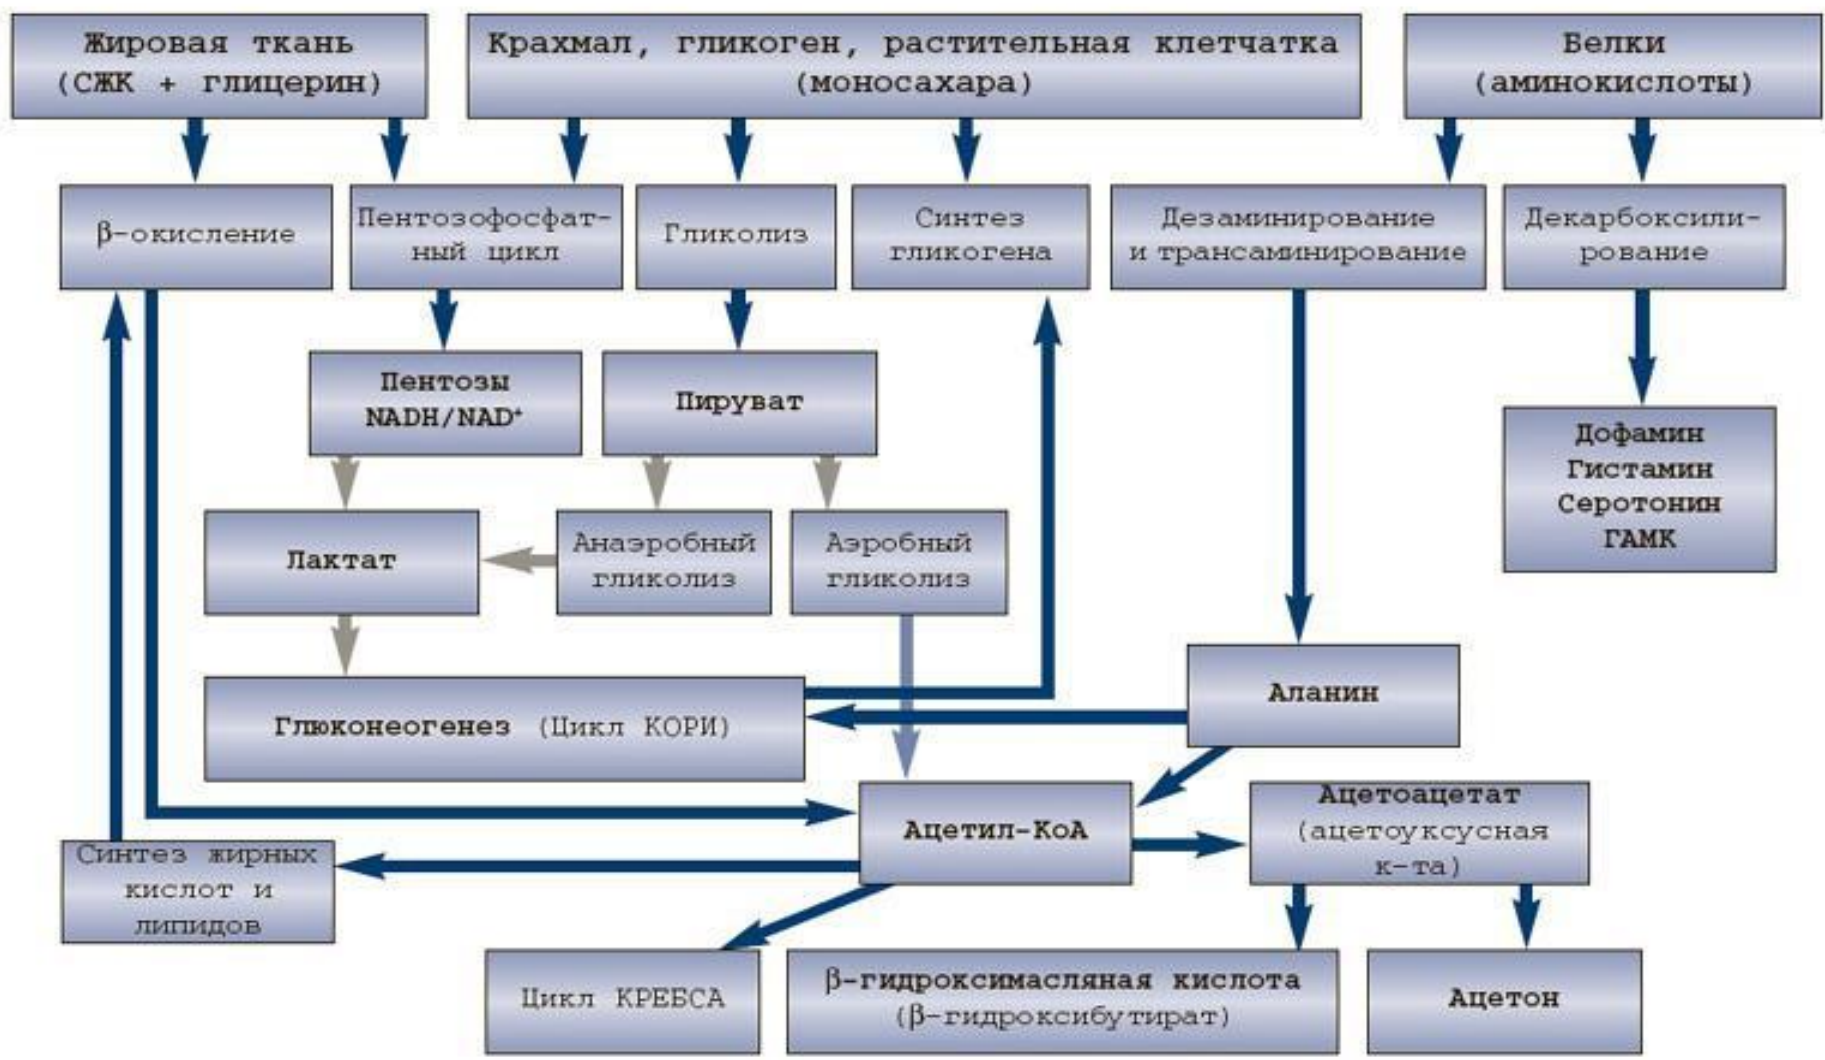 Жировая ткань
(СЖК + глицерин)
Крахмал, гликоген, растительная клетчатка
(моносахара)
Белки
(аминокислоты)
β-окисление
Пентозофосфат-
ный цикл
Гликолиз
Синтез
гликогена
Дезаминирование
и трансаминирование
Декарбоксили-
рование
Пентозы
NADH/NAD⁺
Пируват
Дофамин
Гистамин
Серотонин
ГАМК
Лактат
Анаэробный
гликолиз
Аэробный
гликолиз
Глюконеогенез (Цикл КОРИ)
Аланин
Ацетил-КоА
Ацетоацетат
(ацетоуксусная
к-та)
Синтез жирных
кислот и
липидов
Цикл КРЕБСА
β-гидроксимасляная кислота
(β-гидроксибутират)
Ацетон